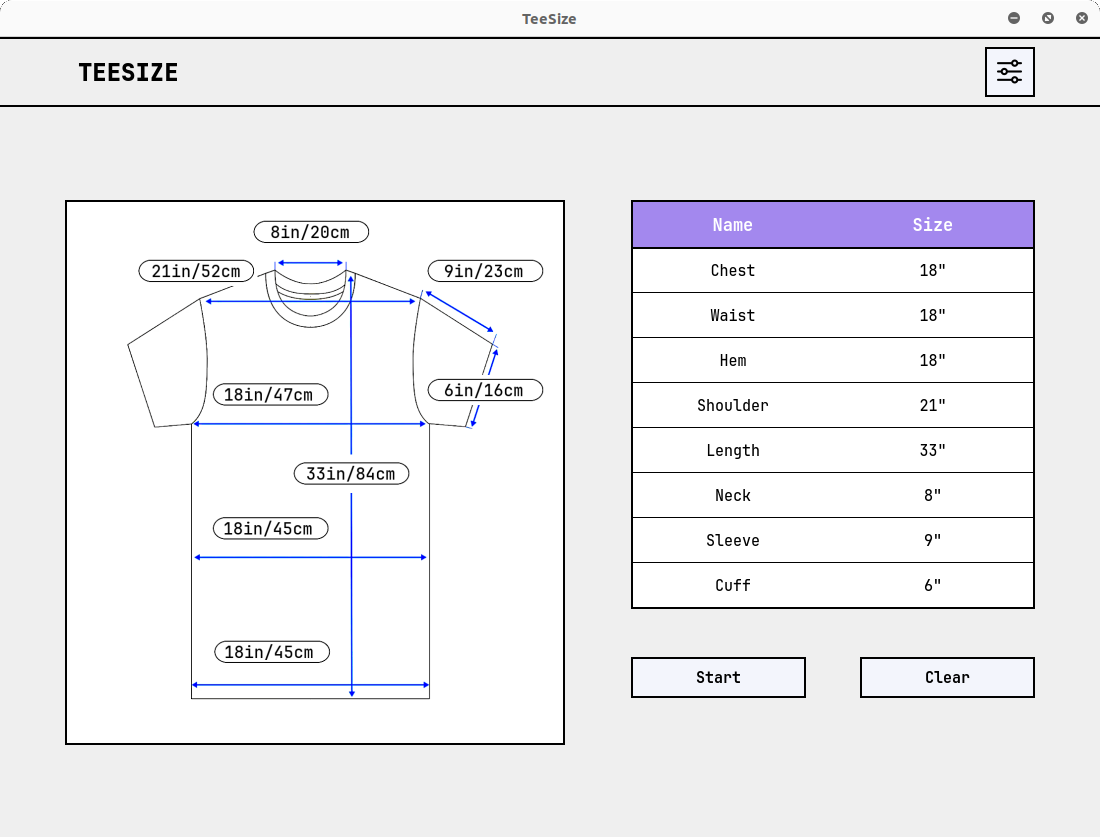 TeeSize
TEESIZE
8in/20cm
21in/52cm
9in/23cm
18in/47cm
6in/16cm
33in/84cm
18in/45cm
18in/45cm
Name Size
Chest 18"
Waist 18"
Hem 18"
Shoulder 21"
Length 33"
Neck 8"
Sleeve 9"
Cuff 6"
Start Clear